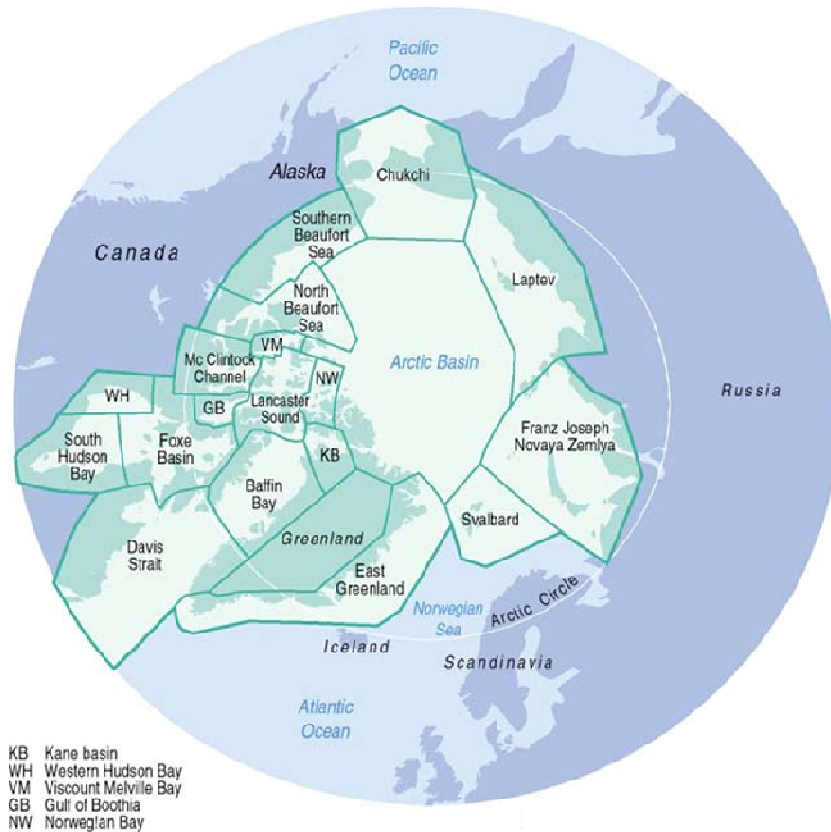 Pacific
Ocean
Alaska
Chukchi
Canada
Southern
Beaufort
Sea
Laptev
North
Beaufort
Sea
VM
Mc Clintock
Channel
NW
Arctic Basin
Russia
WH
GB
Lancaster
Sound
South
Hudson
Bay
Foxe
Basin
KB
Franz Joseph
Novaya Zemlya
Baffin
Bay
Svalbard
Davis
Strait
Greenland
East
Greenland
Norwegian
Sea
Arctic Circle
Iceland
Scandinavia
Atlantic
Ocean
KB Kane basin
WH Western Hudson Bay
VM Viscount Melville Bay
GB Gulf of Boothia
NW Norwegian Bay